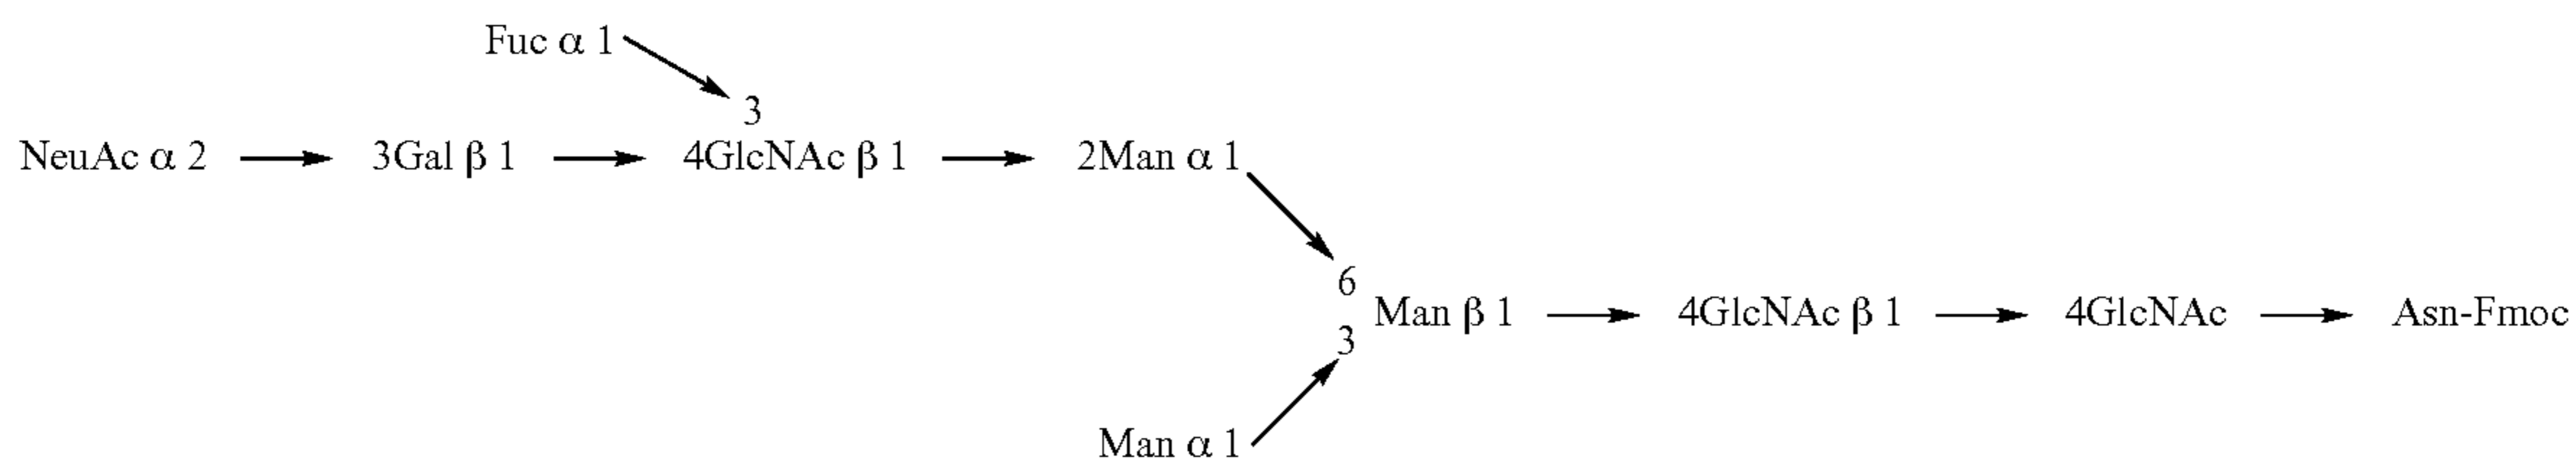 Fuc α 1
3
NeuAc α 2 → 3Gal β 1 → 4GlcNAc β 1 → 2Man α 1
6
Man β 1 → 4GlcNAc β 1 → 4GlcNAc → Asn-Fmoc
3
Man α 1